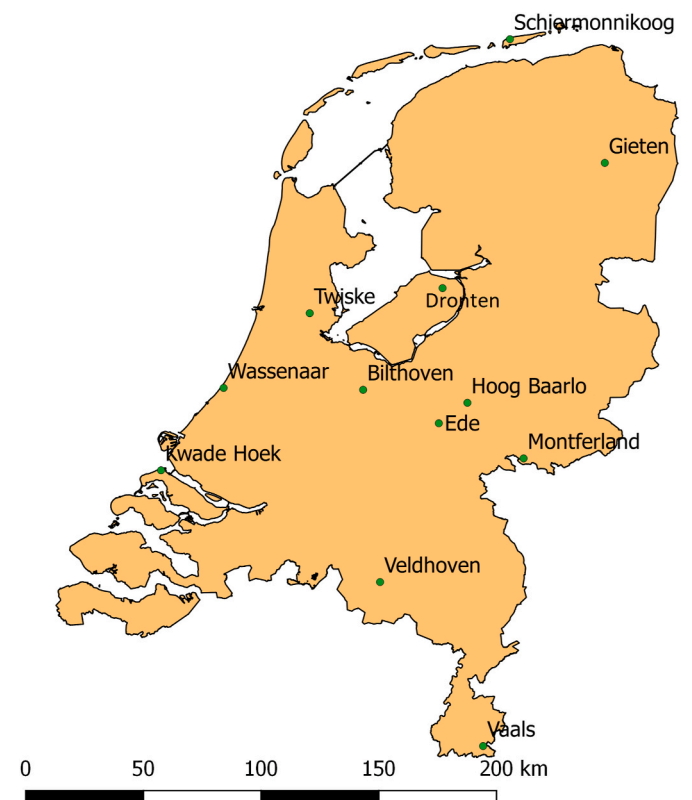 Schiermonnikoog
Gieten
Twiske
Dronten
Wassenaar
Bilthoven
Hoog Baarlo
Ede
Montferland
Kwade Hoek
Veldhoven
Vaals
0 50 100 150 200 km